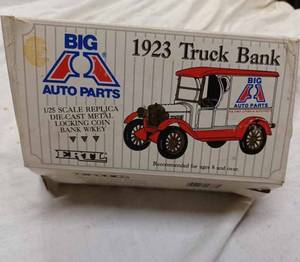 BIG
A
AUTO PARTS
1/25 SCALE REPLICA
DIE-CAST METAL
LOCKING COIN
BANK W/KEY
ERTL
1923 Truck Bank
BIG
A
AUTO PARTS
Recommended for ages 8 and over.